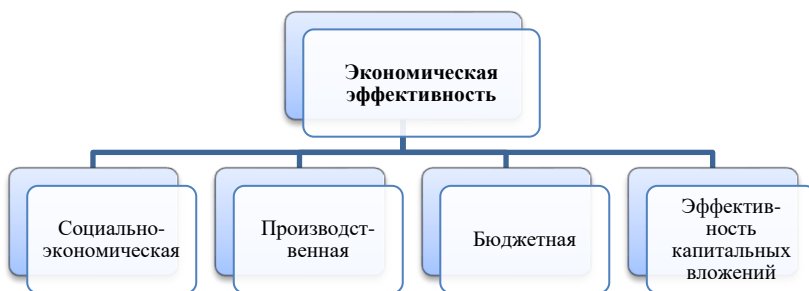 Экономическая
эффективность
Социально-
экономическая
Производст-
венная
Бюджетная
Эффектив-
ность
капитальных
вложений